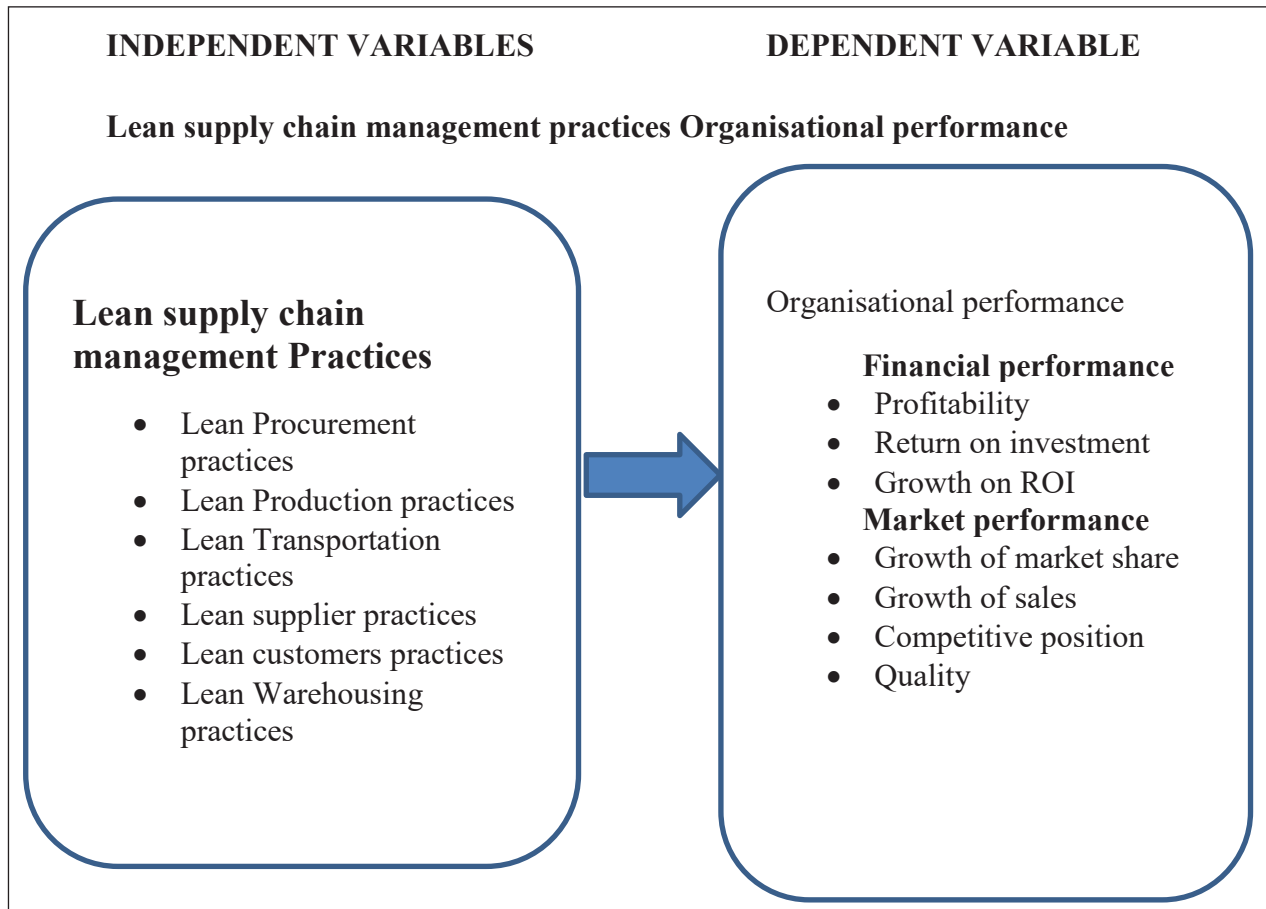 INDEPENDENT VARIABLES DEPENDENT VARIABLE
Lean supply chain management practices Organisational performance
Lean supply chain
management Practices
• Lean Procurement
practices
• Lean Production practices
• Lean Transportation
practices
• Lean supplier practices
• Lean customers practices
• Lean Warehousing
practices
Organisational performance
Financial performance
• Profitability
• Return on investment
• Growth on ROI
Market performance
• Growth of market share
• Growth of sales
• Competitive position
• Quality